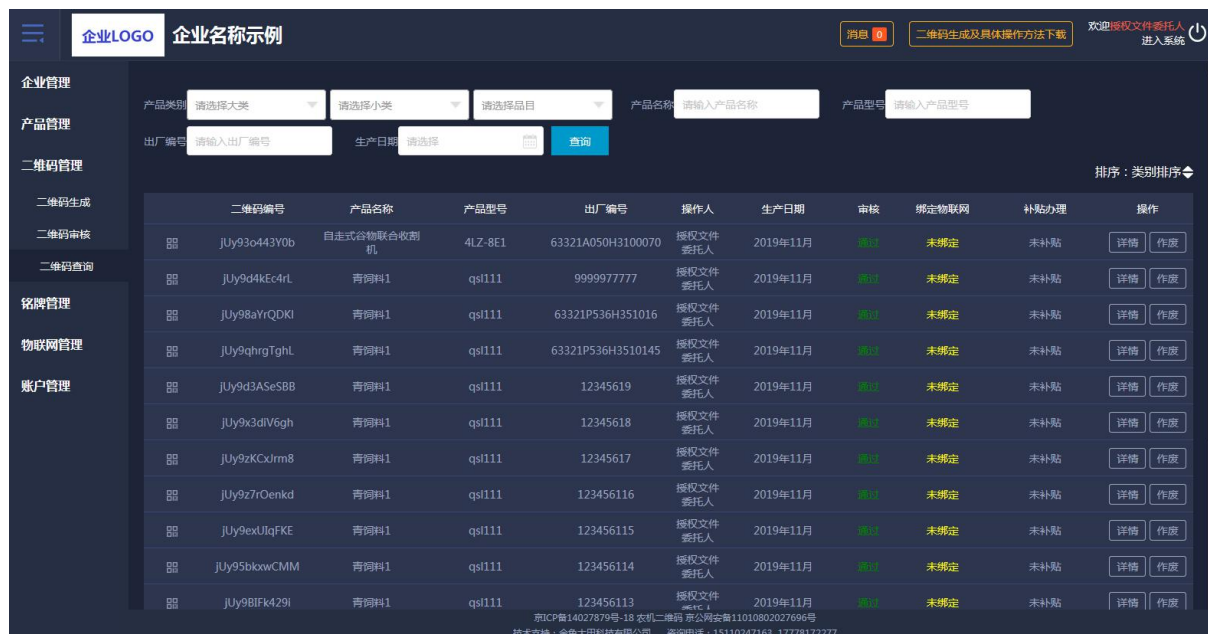 企业LOGO 企业名称示例 消息 0 二维码生成及具体操作方法下载 欢迎授权文件委托人
进入系统
企业管理
产品类别 请选择大类 请选择小类 请选择品目 产品名称 请输入产品名称 产品型号 请输入产品型号
产品管理
出厂编号 请输入出厂编号 生产日期 请选择 查询
二维码管理
排序：类别排序
二维码生成
二维码审核
二维码查询
铭牌管理
物联网管理
账户管理
二维码编号 产品名称 产品型号 出厂编号 操作人 生产日期 审核 绑定物联网 补贴办理 操作
jUy93o443Y0b 自走式谷物联合收割机 4LZ-8E1 63321A050H3100070 授权文件委托人 2019年11月 通过 未绑定 未补贴 详情 作废
jUy9d4kEc4rL 青饲料1 qsl111 9999977777 授权文件委托人 2019年11月 通过 未绑定 未补贴 详情 作废
jUy98aYrQDKl 青饲料1 qsl111 63321P536H351016 授权文件委托人 2019年11月 通过 未绑定 未补贴 详情 作废
jUy9qhrgTghL 青饲料1 qsl111 63321P536H3510145 授权文件委托人 2019年11月 通过 未绑定 未补贴 详情 作废
jUy9d3ASeSBB 青饲料1 qsl111 12345619 授权文件委托人 2019年11月 通过 未绑定 未补贴 详情 作废
jUy9x3diV6gh 青饲料1 qsl111 12345618 授权文件委托人 2019年11月 通过 未绑定 未补贴 详情 作废
jUy9zKCxJrm8 青饲料1 qsl111 12345617 授权文件委托人 2019年11月 通过 未绑定 未补贴 详情 作废
jUy9z7rOenkd 青饲料1 qsl111 123456116 授权文件委托人 2019年11月 通过 未绑定 未补贴 详情 作废
jUy9exUIqFKE 青饲料1 qsl111 123456115 授权文件委托人 2019年11月 通过 未绑定 未补贴 详情 作废
jUy95bkxwCMM 青饲料1 qsl111 123456114 授权文件委托人 2019年11月 通过 未绑定 未补贴 详情 作废
jUy9BIFk429i 青饲料1 qsl111 123456113 授权文件委托人 2019年11月 通过 未绑定 未补贴 详情 作废
京ICP备14027879号-18 农机二维码 京公网安备11010802027696号
技术支持：金色大田科技有限公司 咨询电话：15110247163 17778172277